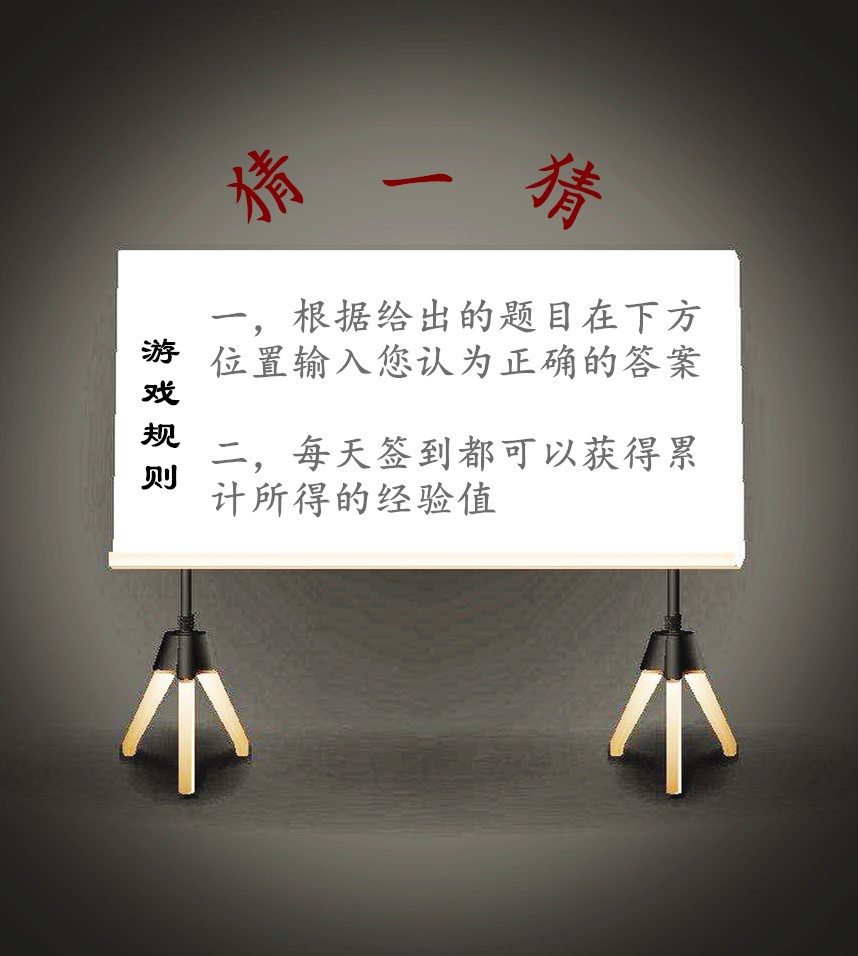 猜一猜
游戏规则
一，根据给出的题目在下方
位置输入您认为正确的答案
二，每天签到都可以获得累
计所得的经验值